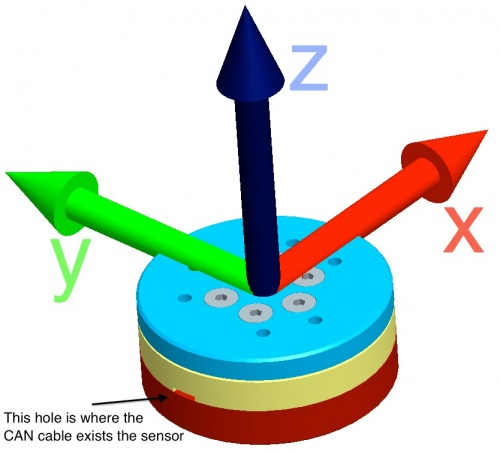 z
y
x
This hole is where the
CAN cable exists the sensor